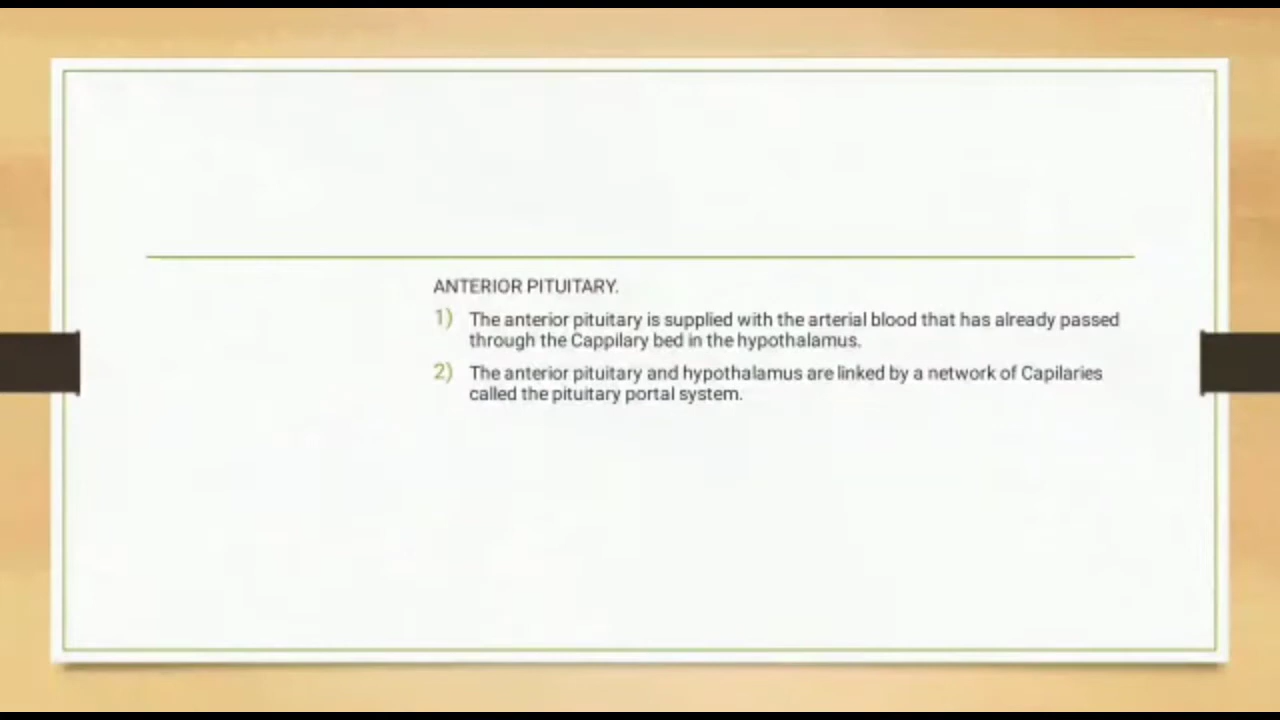 ANTERIOR PITUITARY.
1) The anterior pituitary is supplied with the arterial blood that has already passed
through the Cappilary bed in the hypothalamus.
2) The anterior pituitary and hypothalamus are linked by a network of Capilaries
called the pituitary portal system.